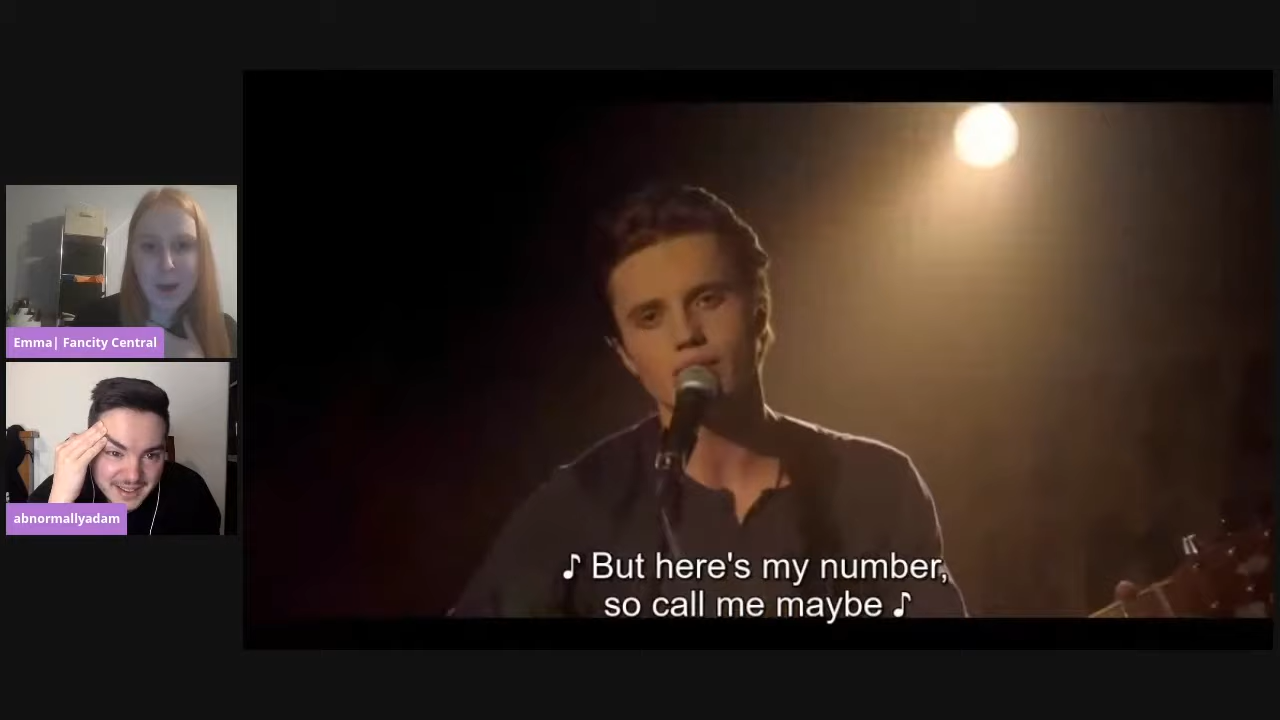 Emma| Fancity Central
abnormallyadam
♪ But here's my number,
so call me maybe ♪